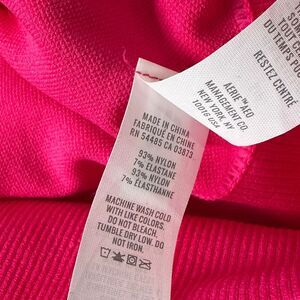 MADE IN CHINA
FABRIQUÉ EN CHINE
RN 54485 CA 03873
93% NYLON
7% ELASTANE
93% NYLON
7% ÉLASTHANNE
MACHINE WASH COLD
WITH LIKE COLORS.
DO NOT BLEACH.
TUMBLE DRY LOW. DO
NOT IRON.
TOUT
DU TEMPS
RESTEZ CENTRÉ
AERIE™ AEO
MANAGEMENT CO.
NEW YORK, NY
10016 USA